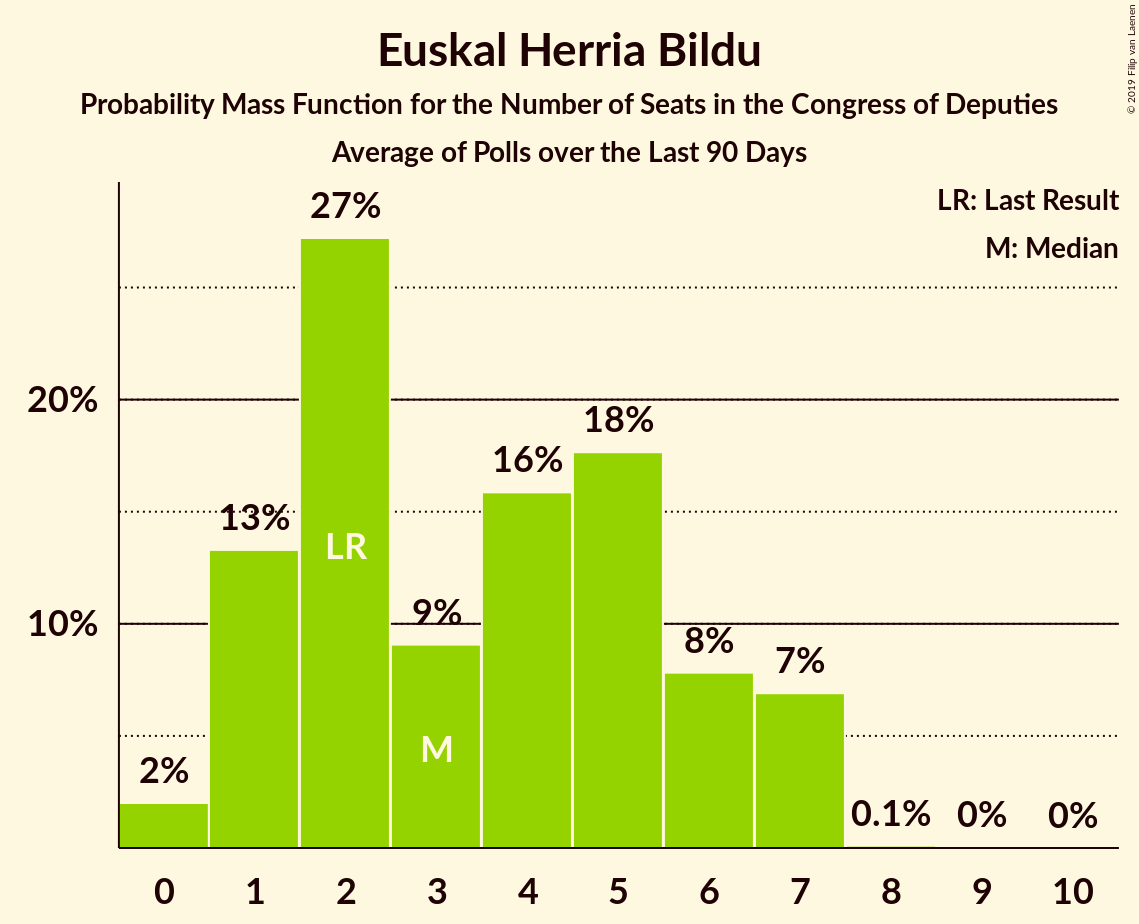 Euskal Herria Bildu
Probability Mass Function for the Number of Seats in the Congress of Deputies
Average of Polls over the Last 90 Days
© 2019 Filip van Laenen
LR: Last Result
M: Median
27%
20%
18%
16%
13%
LR
10%
9%
8%
7%
M
2%
0.1%
0%
0%
0 1 2 3 4 5 6 7 8 9 10